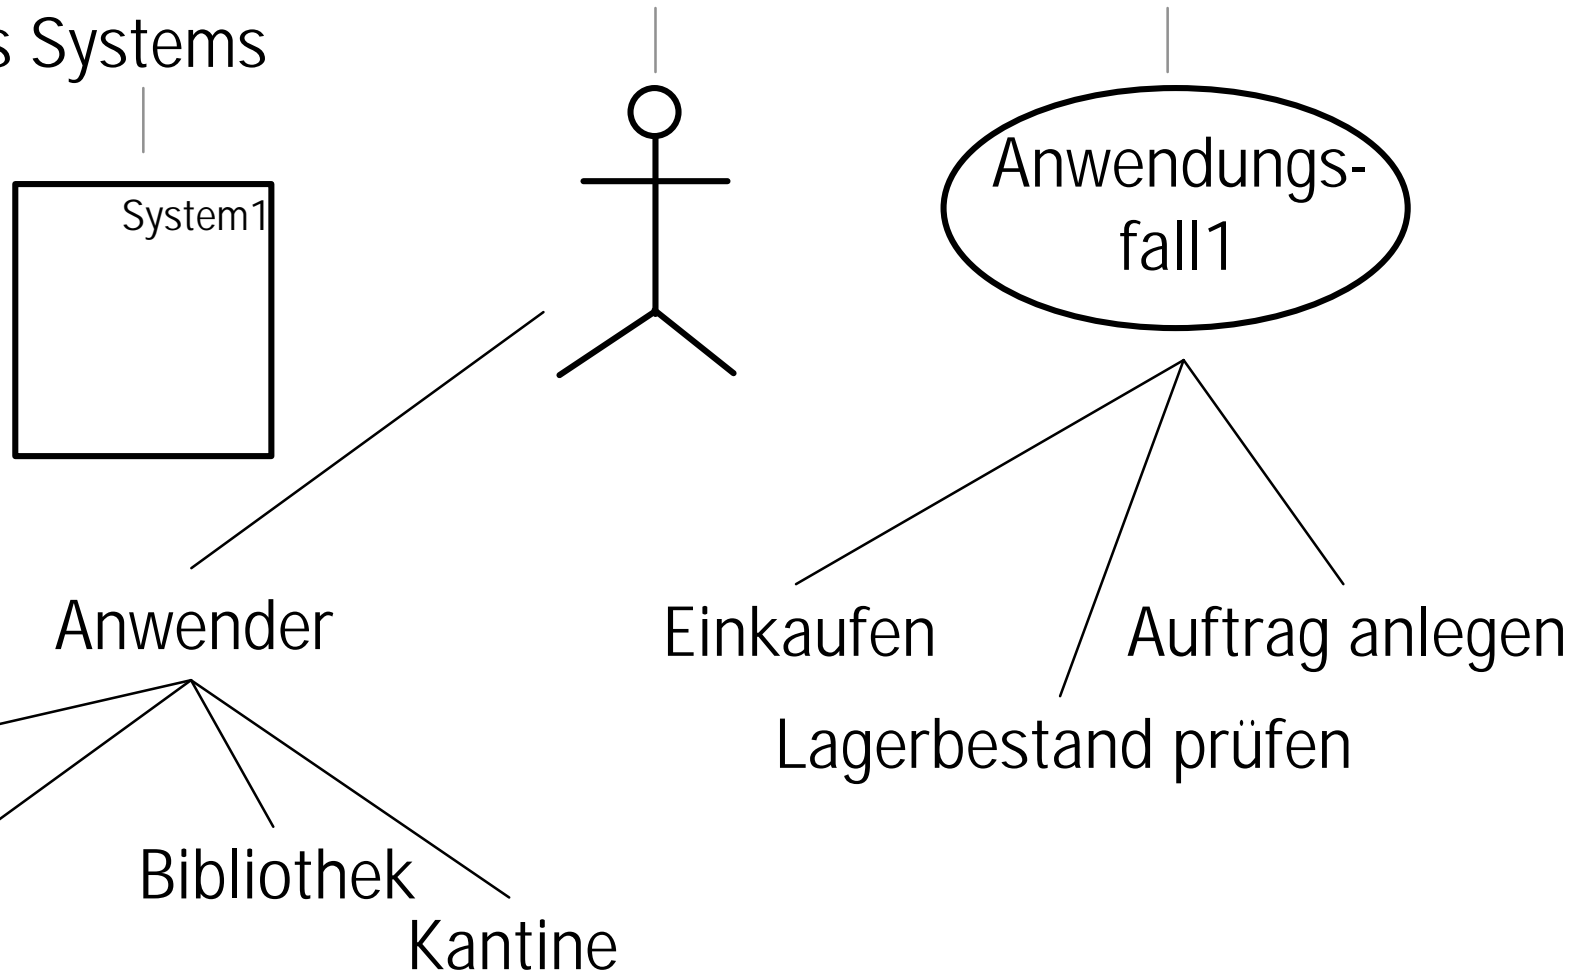 s Systems
System1
Anwendungs-
fall1
Anwender
Einkaufen
Auftrag anlegen
Lagerbestand prüfen
Bibliothek
Kantine